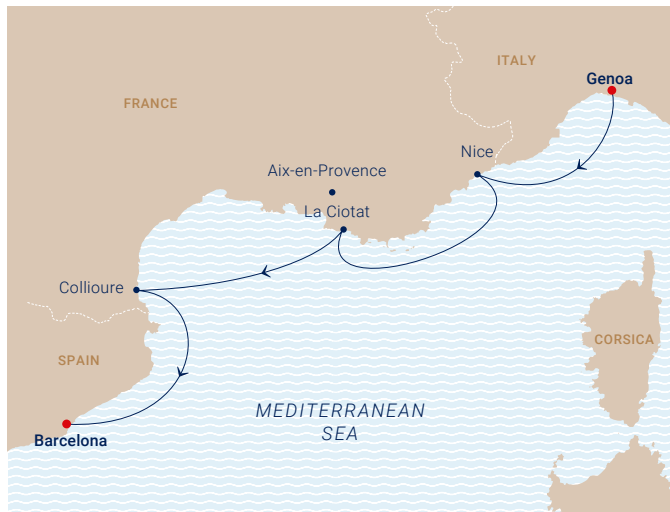 ITALY
Genoa
FRANCE
Nice
Aix-en-Provence
La Ciotat
Collioure
CORSICA
SPAIN
MEDITERRANEAN
SEA
Barcelona